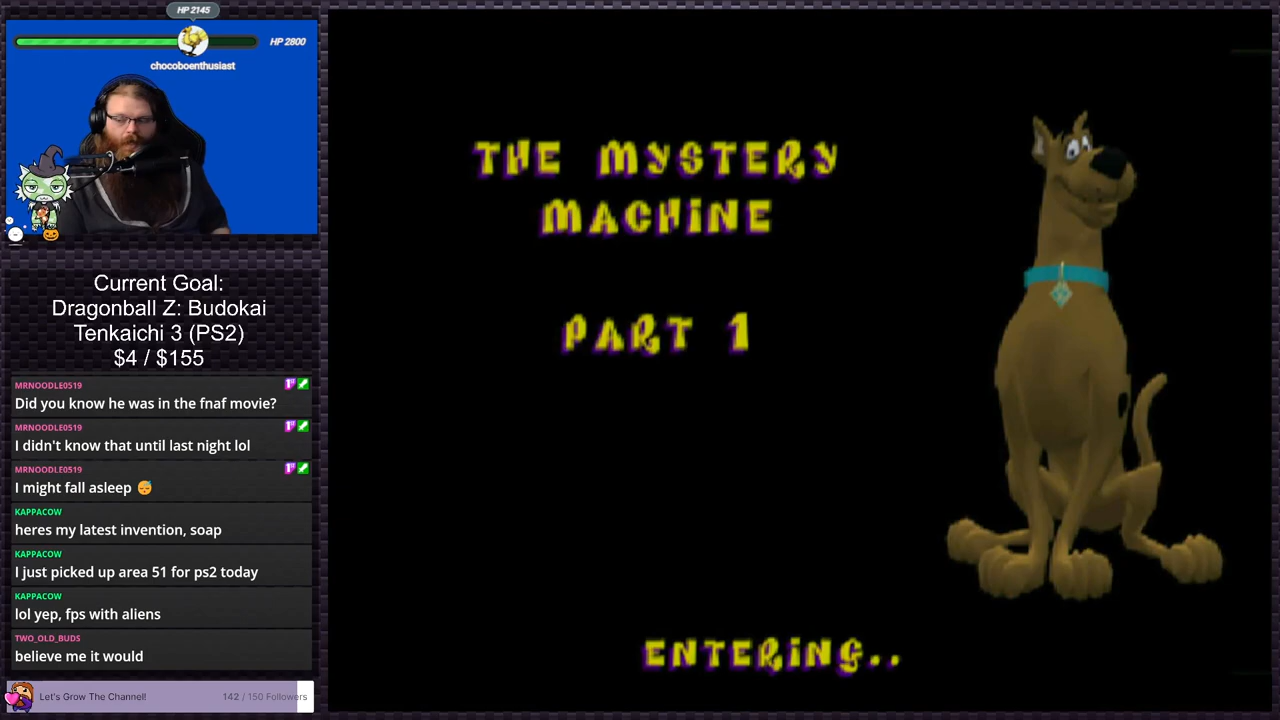 HP 2145
HP 2800
chocoboenthusiast
THE MYSTERY
MACHINE
PART 1
ENTERING..
Current Goal:
Dragonball Z: Budokai
Tenkaichi 3 (PS2)
$4 / $155
MRNOODLE0519
Did you know he was in the fnaf movie?
MRNOODLE0519
I didn't know that until last night lol
MRNOODLE0519
I might fall asleep 😴
KAPPACOW
heres my latest invention, soap
KAPPACOW
I just picked up area 51 for ps2 today
KAPPACOW
lol yep, fps with aliens
TWO_OLD_BUDS
believe me it would
Let's Grow The Channel! 142 / 150 Followers